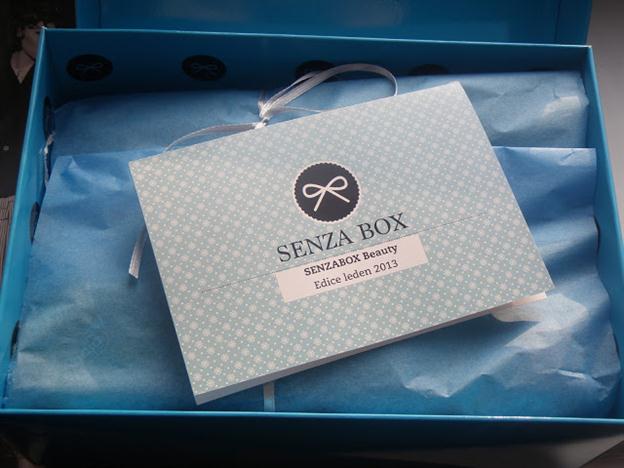 SENZA BOX
SENZABOX Beauty
Edice leden 2013